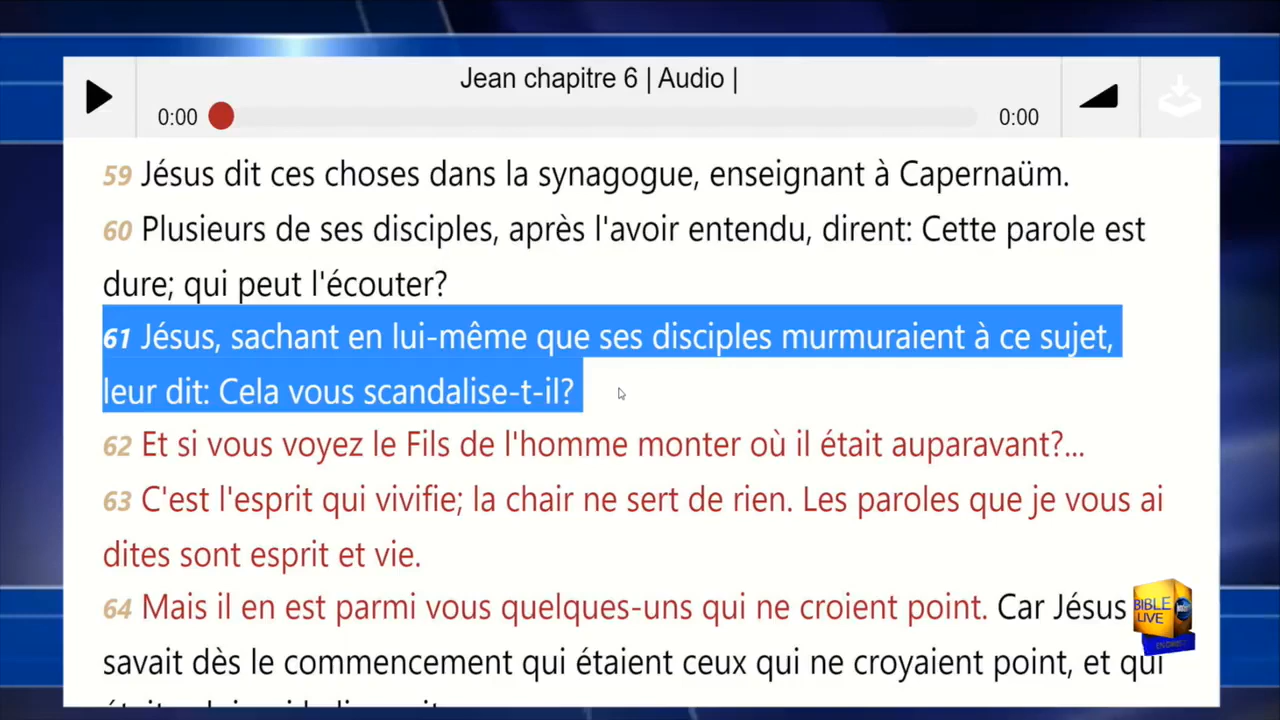 Jean chapitre 6 | Audio |
0:00
0:00
59 Jésus dit ces choses dans la synagogue, enseignant à Capernaüm.
60 Plusieurs de ses disciples, après l'avoir entendu, dirent: Cette parole est
dure; qui peut l'écouter?
61 Jésus, sachant en lui-même que ses disciples murmuraient à ce sujet,
leur dit: Cela vous scandalise-t-il?
62 Et si vous voyez le Fils de l'homme monter où il était auparavant?...
63 C'est l'esprit qui vivifie; la chair ne sert de rien. Les paroles que je vous ai
dites sont esprit et vie.
64 Mais il en est parmi vous quelques-uns qui ne croient point. Car Jésus
savait dès le commencement qui étaient ceux qui ne croyaient point, et qui
BIBLE
LIVE